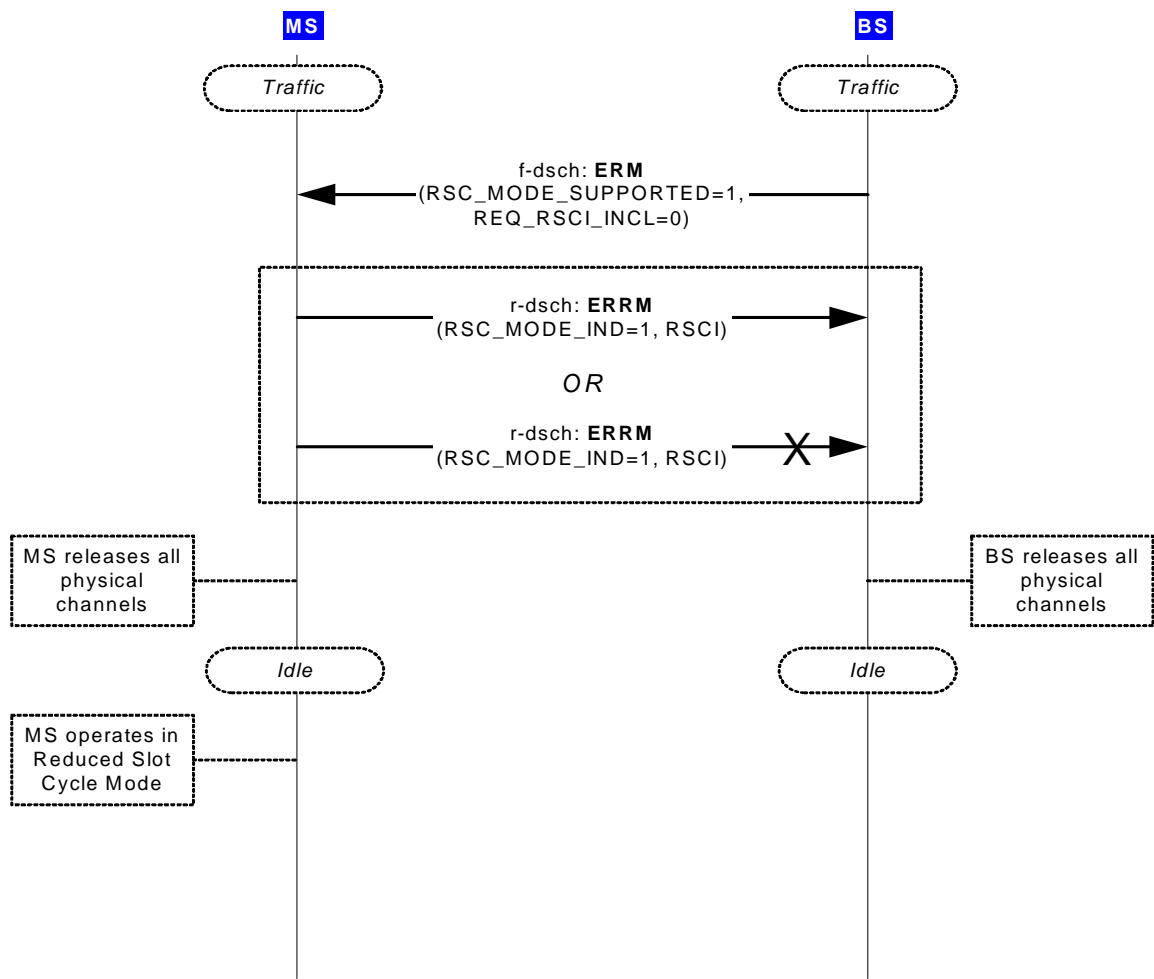 MS
BS
Traffic
Traffic
f-dsch: ERM
(RSC_MODE_SUPPORTED=1,
REQ_RSCI_INCL=0)
r-dsch: ERRM
(RSC_MODE_IND=1, RSCI)
OR
r-dsch: ERRM
(RSC_MODE_IND=1, RSCI)
X
MS releases all
physical
channels
BS releases all
physical
channels
Idle
Idle
MS operates in
Reduced Slot
Cycle Mode